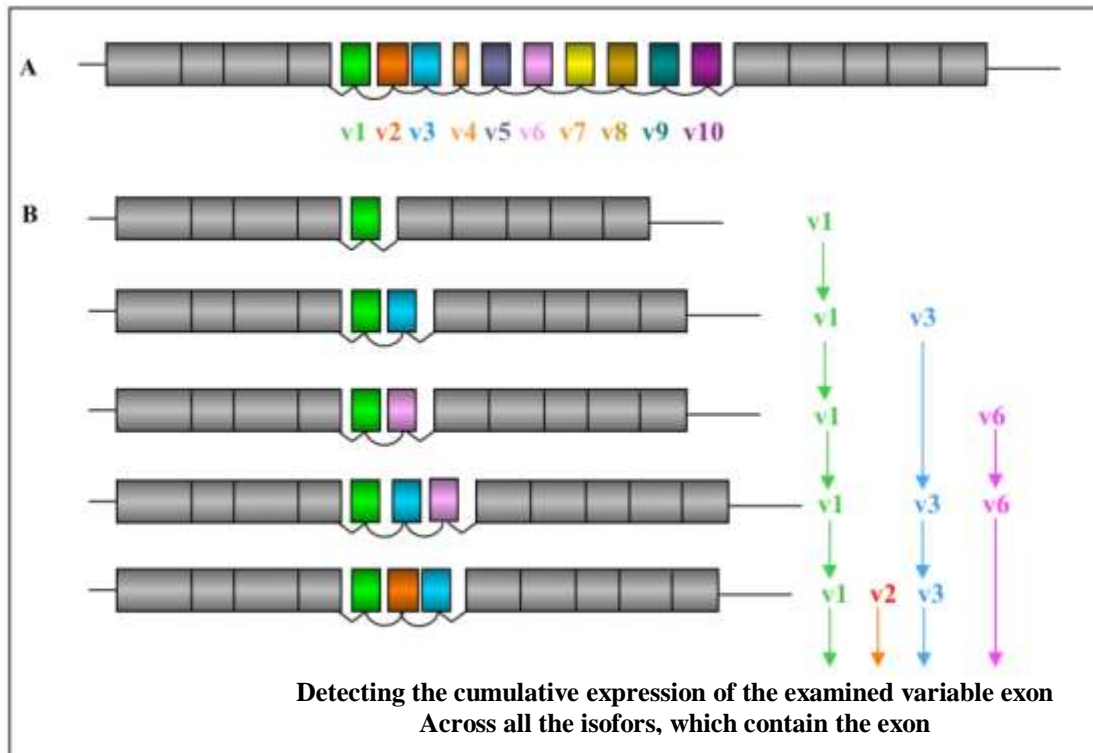 A
v1 v2 v3 v4 v5 v6 v7 v8 v9 v10
B
v1
v1 v3
v1 v6
v1 v3 v6
v1 v2 v3
Detecting the cumulative expression of the examined variable exon
Across all the isofors, which contain the exon